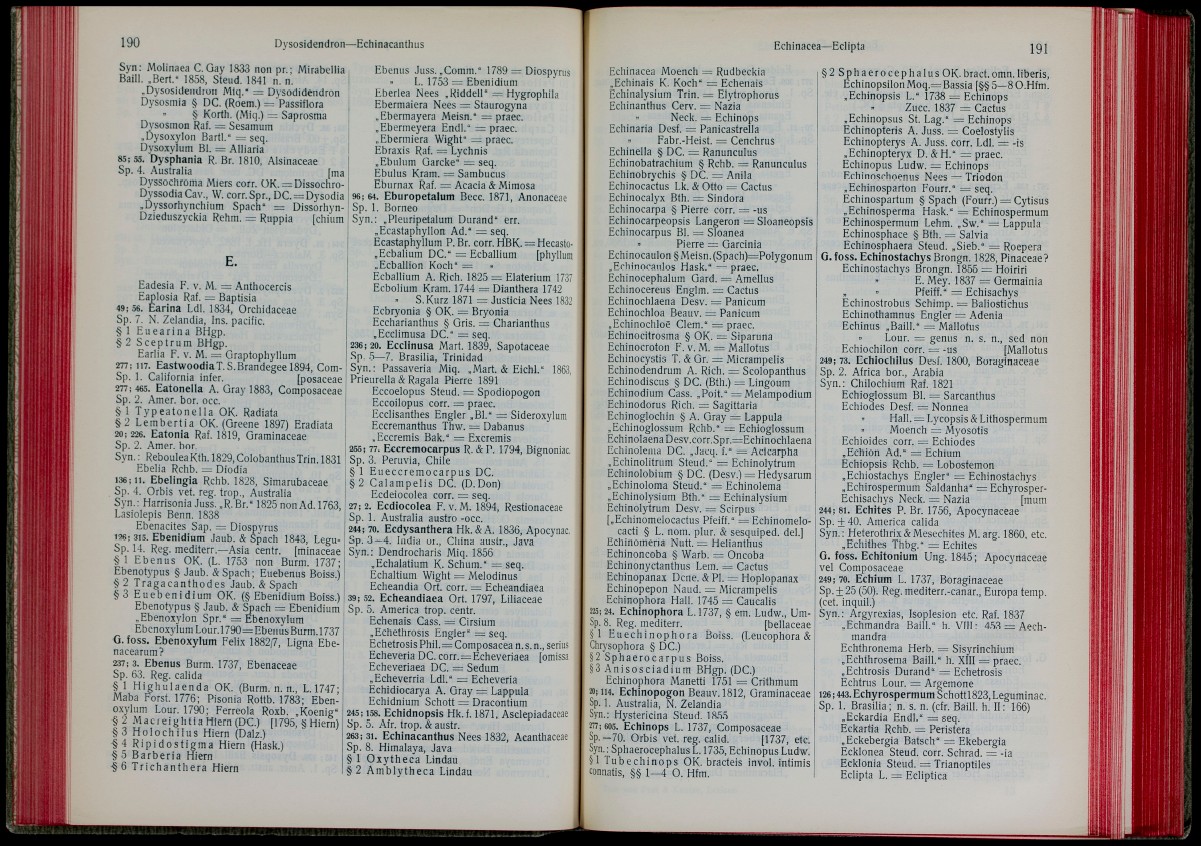 190
Dysosidendron—Echinacanthus
Syn: Molinaea C. Gay 1833 non pr.; Mirabellia
Baill. „Bert.“ 1858, Steud. 1841 n. n.
„Dysosidendron Miq.“ = Dysodidendron
Dysosmia § DC. (Roem.) = Passiflora
„ § Korth. (Miq.) = Saprosma
Dysosmon Raf. = Sesamum
„Dysoxylon Bartl.“ = seq.
Dysoxylum Bl. = Alliaria
85; 55. Dysphania R. Br. 1810, Alsinaceae
Sp. 4. Australia [ma
Dyssochroma Miers corr. OK. = Dissochro-
Dyssodia Cav., W. corr. Spr., DC. = Dysodia
„Dyssorhynchium Spach“ = Dissorhyn-
Dzieduszyckia Rehm. = Ruppia [chium
E.
Eadesia F. v. M. = Anthocercis
Eaplosia Raf. = Baptisia
49; 56. Earina Ldl. 1834, Orchidaceae
Sp. 7. N. Zelandia, Ins. pacific.
§ 1 Euearina BHgp.
§ 2 Sceptrum BHgp.
Earlia F. v. M. = Graptophyllum
277; 117. Eastwoodia T. S. Brandegee 1894, Com-
Sp. 1. California infer. [posaceae
277; 465. Eatonella A. Gray 1883, Composaceae
Sp. 2. Amer. bor. occ.
§ 1 Typeatonella OK. Radiata
§ 2 Lembertia OK. (Greene 1897) Eradiata
20; 226. Eatonia Raf. 1819, Graminaceae
Sp. 2. Amer. bor.
Syn.: Reboulea Kth. 1829, Colobanthus Trin. 1831
Ebelia Rchb. = Diodia
136; 11. Ebelingia Rchb. 1828, Simarubaceae
Sp. 4. Orbis vet. reg. trop., Australia
Syn.: Harrisonia Juss. „R. Br.“ 1825 non Ad. 1763,
Lasiolepis Benn. 1838
Ebenacites Sap. = Diospyrus
126; 315. Ebenidium Jaub. & Spach 1843, Legu-
Sp. 14. Reg. mediterr.—Asia centr. [minaceae
§ 1 Ebenus OK. (L. 1753 non Burm. 1737;
Ebenotypus § Jaub. & Spach; Euebenus Boiss.)
§ 2 Tragacanthodes Jaub. & Spach
§ 3 Euebenidium OK. (§ Ebenidium Boiss.)
Ebenotypus § Jaub. & Spach = Ebenidium
„Ebenoxylon Spr.“ = Ebenoxylum
Ebenoxylum Lour. 1790 = Ebenus Burm. 1737
G. foss. Ebenoxylum Felix 1882/7, Ligna Ebe-
nacearum?
237; 3. Ebenus Burm. 1737, Ebenaceae
Sp. 63. Reg. calida
§ 1 Highulaenda OK. (Burm. n. n., L. 1747;
Maba Forst. 1776; Pisonia Rottb. 1783; Eben-
oxylum Lour. 1790; Ferreola Roxb. „Koenig“
§ 2 Macreightia Hiern (DC.) [1795, § Hiern)
§ 3 Holochilus Hiern (Dalz.)
§ 4 Ripidostigma Hiern (Hask.)
§ 5 Barberia Hiern
§ 6 Trichanthera Hiern
Ebenus Juss. „Comm.“ 1789 = Diospyrus
„ L. 1753 = Ebenidium
Eberlea Nees „Riddell“ = Hygrophila
Ebermaiera Nees = Staurogyna
„Ebermayera Meisn.“ = praec.
„Ebermeyera Endl.“ = praec.
„Ebermiera Wight“ = praec.
Ebraxis Raf. = Lychnis
„Ebulum Garcke“ = seq.
Ebulus Kram. = Sambucus
Eburnax Raf. = Acacia & Mimosa
96; 64. Eburopetalum Becc. 1871, Anonaceae
Sp. 1. Borneo
Syn.: „Pleuripetalum Durand“ err.
„Ecastaphyllon Ad.“ = seq.
Ecastaphyllum P. Br. corr. HBK. = Hecasto-
„Ecbalium DC.“ = Ecballium [phyllum
„Ecballion Koch“ = „
Ecballium A. Rich. 1825 = Elaterium 1737
Ecbolium Kram. 1744 = Dianthera 1742
„ S. Kurz 1871 = Justicia Nees 1832
Ecbryonia § OK. = Bryonia
Eccharianthus § Gris. = Charianthus
„Ecclimusa DC.“ = seq.
236; 20. Ecclinusa Mart. 1839, Sapotaceae
Sp. 5—7. Brasilia, Trinidad
Syn.: Passaveria Miq. „Mart. & Eichl.“ 1863,
Prieurella & Ragala Pierre 1891
Eccoelopus Steud. = Spodiopogon
Eccoilopus corr. = praec.
Ecclisanthes Engler „Bl.“ = Sideroxylum
Eccremanthus Thw. = Dabanus
„Eccremis Bak.“ = Excremis
255; 77. Eccremocarpus R. & P. 1794, Bignoniac.
Sp. 3. Peruvia, Chile
§ 1 Eueccremocarpus DC.
§ 2 Calampelis DC. (D. Don)
Ecdeiocolea corr. = seq.
27; 2. Ecdiocolea F. v. M. 1894, Restionaceae
Sp. 1. Australia austro-occ.
244; 70. Ecdysanthera Hk. & A. 1836, Apocynac.
Sp. 3—4. India or., China austr., Java
Syn.: Dendrocharis Miq. 1856
„Echalatium K. Schum.“ = seq.
Echaltium Wight = Melodinus
Echeandia Ort. corr. = Echeandiaea
39; 52. Echeandiaea Ort. 1797, Liliaceae
Sp. 5. America trop. centr.
Echenais Cass. = Cirsium
„Echethrosis Engler“ = seq.
Echetrosis Phil. = Composacea n. s. n., serius
Echeveria DC. corr. = Echeveriaea [omissa
Echeveriaea DC. = Sedum
„Echeverria Ldl.“ = Echeveria
Echidiocarya A. Gray = Lappula
Echidnium Schott = Dracontium
245; 158. Echidnopsis Hk. f. 1871, Asclepiadaceae
Sp. 5. Afr. trop. & austr.
263; 31. Echinacanthus Nees 1832, Acanthaceae
Sp. 8. Himalaya, Java
§ 1 Oxytheca Lindau
§ 2 Amblytheca Lindau
Echinacea—Eclipta
191
Echinacea Moench = Rudbeckia
„Echinais K. Koch“ = Echenais
Echinalysium Trin. = Elytrophorus
Echinanthus Cerv. = Nazia
„ Neck. = Echinops
Echinaria Desf. = Panicastrella
„ Fabr.-Heist. = Cenchrus
Echinella § DC. = Ranunculus
Echinobatrachium § Rchb. = Ranunculus
Echinobrychis § DC. = Anila
Echinocactus Lk. & Otto = Cactus
Echinocalyx Bth. = Sindora
Echinocarpa § Pierre corr. = -us
Echinocarpeopsis Langeron = Sloaneopsis
Echinocarpus Bl. = Sloanea
„ Pierre = Garcinia
Echinocaulon § Meisn. (Spach) = Polygonum
„Echinocaulos Hask.“ — praec.
Echinocephalum Gard. = Amellus
Echinocereus Englm. = Cactus
Echinochlaena Desv. = Panicum
Echinochloa Beauv. = Panicum
„Echinochloë Clem.“ = praec.
Echinocitrosma § OK. = Siparuna
Echinocroton F. v. M. = Mallotus
Echinocystis T. & Gr. = Micrampelis
Echinodendrum A. Rich. = Scolopanthus
Echinodiscus § DC. (Bth.) = Lingoum
Echinodium Cass. „Poit.“ = Melampodium
Echinodorus Rich. = Sagittaria
Echinoglochin § A. Gray = Lappula
„Echinoglossum Rchb.“ = Echioglossum
Echinolaena Desv. corr. Spr. = Echinochlaena
Echinolema DC. „Jacq. f.“ = Acicarpha
„Echinolitrum Steud.“ = Echinolytrum
Echinolobium § DC. (Desv.) = Hedysarum
„Echinoloma Steud.“ = Echinolema
„Echinolysium Bth.“ = Echinalysium
Echinolytrum Desv. = Scirpus
[„Echinomelocactus Pfeiff.“ = Echinomelo-
cacti § L. nom. plur. & sesquiped. del.]
Echinomeria Nutt. = Helianthus
Echinoncoba § Warb. = Oncoba
Echinonyctanthus Lem. = Cactus
Echinopanax Dcne. & Pl. = Hoplopanax
Echinopepon Naud. = Micrampelis
Echinophora Hall. 1745 = Caucalis
225; 24. Echinophora L. 1737, § em. Ludw., Um-
Sp. 8. Reg. mediterr. [bellaceae
§ 1 Euechinophora Boiss. (Leucophora &
Chrysophora § DC.)
§ 2 Sphaerocarpus Boiss.
§ 3 Anisosciadium BHgp. (DC.)
Echinophora Manetti 1751 = Crithmum
20; 114. Echinopogon Beauv. 1812, Graminaceae
Sp. 1. Australia, N. Zelandia
Syn.: Hystericina Steud. 1855
277; 605. Echinops L. 1737, Composaceae
Sp. —70. Orbis vet. reg. calid. [1737, etc.
Syn.: Sphaerocephalus L. 1735, Echinopus Ludw.
§ 1 Tubechinops OK. bracteis invol. intimis
connatis, §§ 1—4 O. Hfm.
§ 2 Sphaerocephalus OK. bract. omn. liberis,
Echinopsilon Moq. = Bassia [§§ 5—8 O. Hfm.
„Echinopsis L.“ 1738 = Echinops
„ Zucc. 1837 = Cactus
„Echinopsus St. Lag.“ = Echinops
Echinopteris A. Juss. = Coelostylis
Echinopterys A. Juss. corr. Ldl. = -is
„Echinopteryx D. & H.“ = praec.
Echinopus Ludw. = Echinops
Echinoschoenus Nees — Triodon
„Echinosparton Fourr.“ = seq.
Echinospartum § Spach (Fourr.) = Cytisus
„Echinosperma Hask.“ = Echinospermum
Echinospermum Lehm. „Sw.“ = Lappula
Echinosphace § Bth. = Salvia
Echinosphaera Steud. „Sieb.“ = Roepera
G. foss. Echinostachys Brongn. 1828, Pinaceae?
Echinostachys Brongn. 1855 = Hoiriri
„ E. Mey. 1837 = Germainia
„ „ Pfeiff.“ = Echisachys
Echinostrobus Schimp. = Baliostichus
Echinothamnus Engler = Adenia
Echinus „Baill.“ = Mallotus
„ Lour. = genus n. s. n., sed non
Echiochilon corr. = -us [Mallotus
249; 73. Echiochilus Desf. 1800, Boraginaceae
Sp. 2. Africa bor., Arabia
Syn.: Chilochium Raf. 1821
Echioglossum Bl. = Sarcanthus
Echiodes Desf. = Nonnea
„ Hall. = Lycopsis & Lithospermum
„ Moench = Myosotis
Echioides corr. = Echiodes
„Echion Ad.“ = Echium
Echiopsis Rchb. = Lobostemon
„Echiostachys Engler“ = Echinostachys
„Echirospermum Saldanha“ = Echyrosper-
Echisachys Neck. = Nazia [mum
244; 81. Echites P. Br. 1756, Apocynaceae
Sp. ± 40. America calida
Syn.: Heterothrix & Mesechites M. arg. 1860, etc.
„Echithes Thbg.“ = Echites
G. foss. Echitonium Ung. 1845; Apocynaceae
vel Composaceae
249; 70. Echium L. 1737, Boraginaceae
Sp. ± 25 (50). Reg. mediterr.-canar., Europa temp.
(cet. inquil.)
Syn.: Argyrexias, Isoplesion etc. Raf. 1837
„Echmandra Baill.“ h. VIII: 453 = Aech-
mandra
Echthronema Herb. = Sisyrinchium
„Echthrosema Baill.“ h. XIII = praec.
„Echtrosis Durand“ = Echetrosis
Echtrus Lour. = Argemone
126; 443. Echyrospermum Schott 1823, Leguminac.
Sp. 1. Brasilia; n. s. n. (cfr. Baill. h. II: 166)
„Eckardia Endl.“ = seq.
Eckartia Rchb. = Peristera
„Eckebergia Batsch“ = Ekebergia
Ecklonea Steud. corr. Schrad. = -ia
Ecklonia Steud. = Trianoptiles
Eclipta L. = Ecliptica